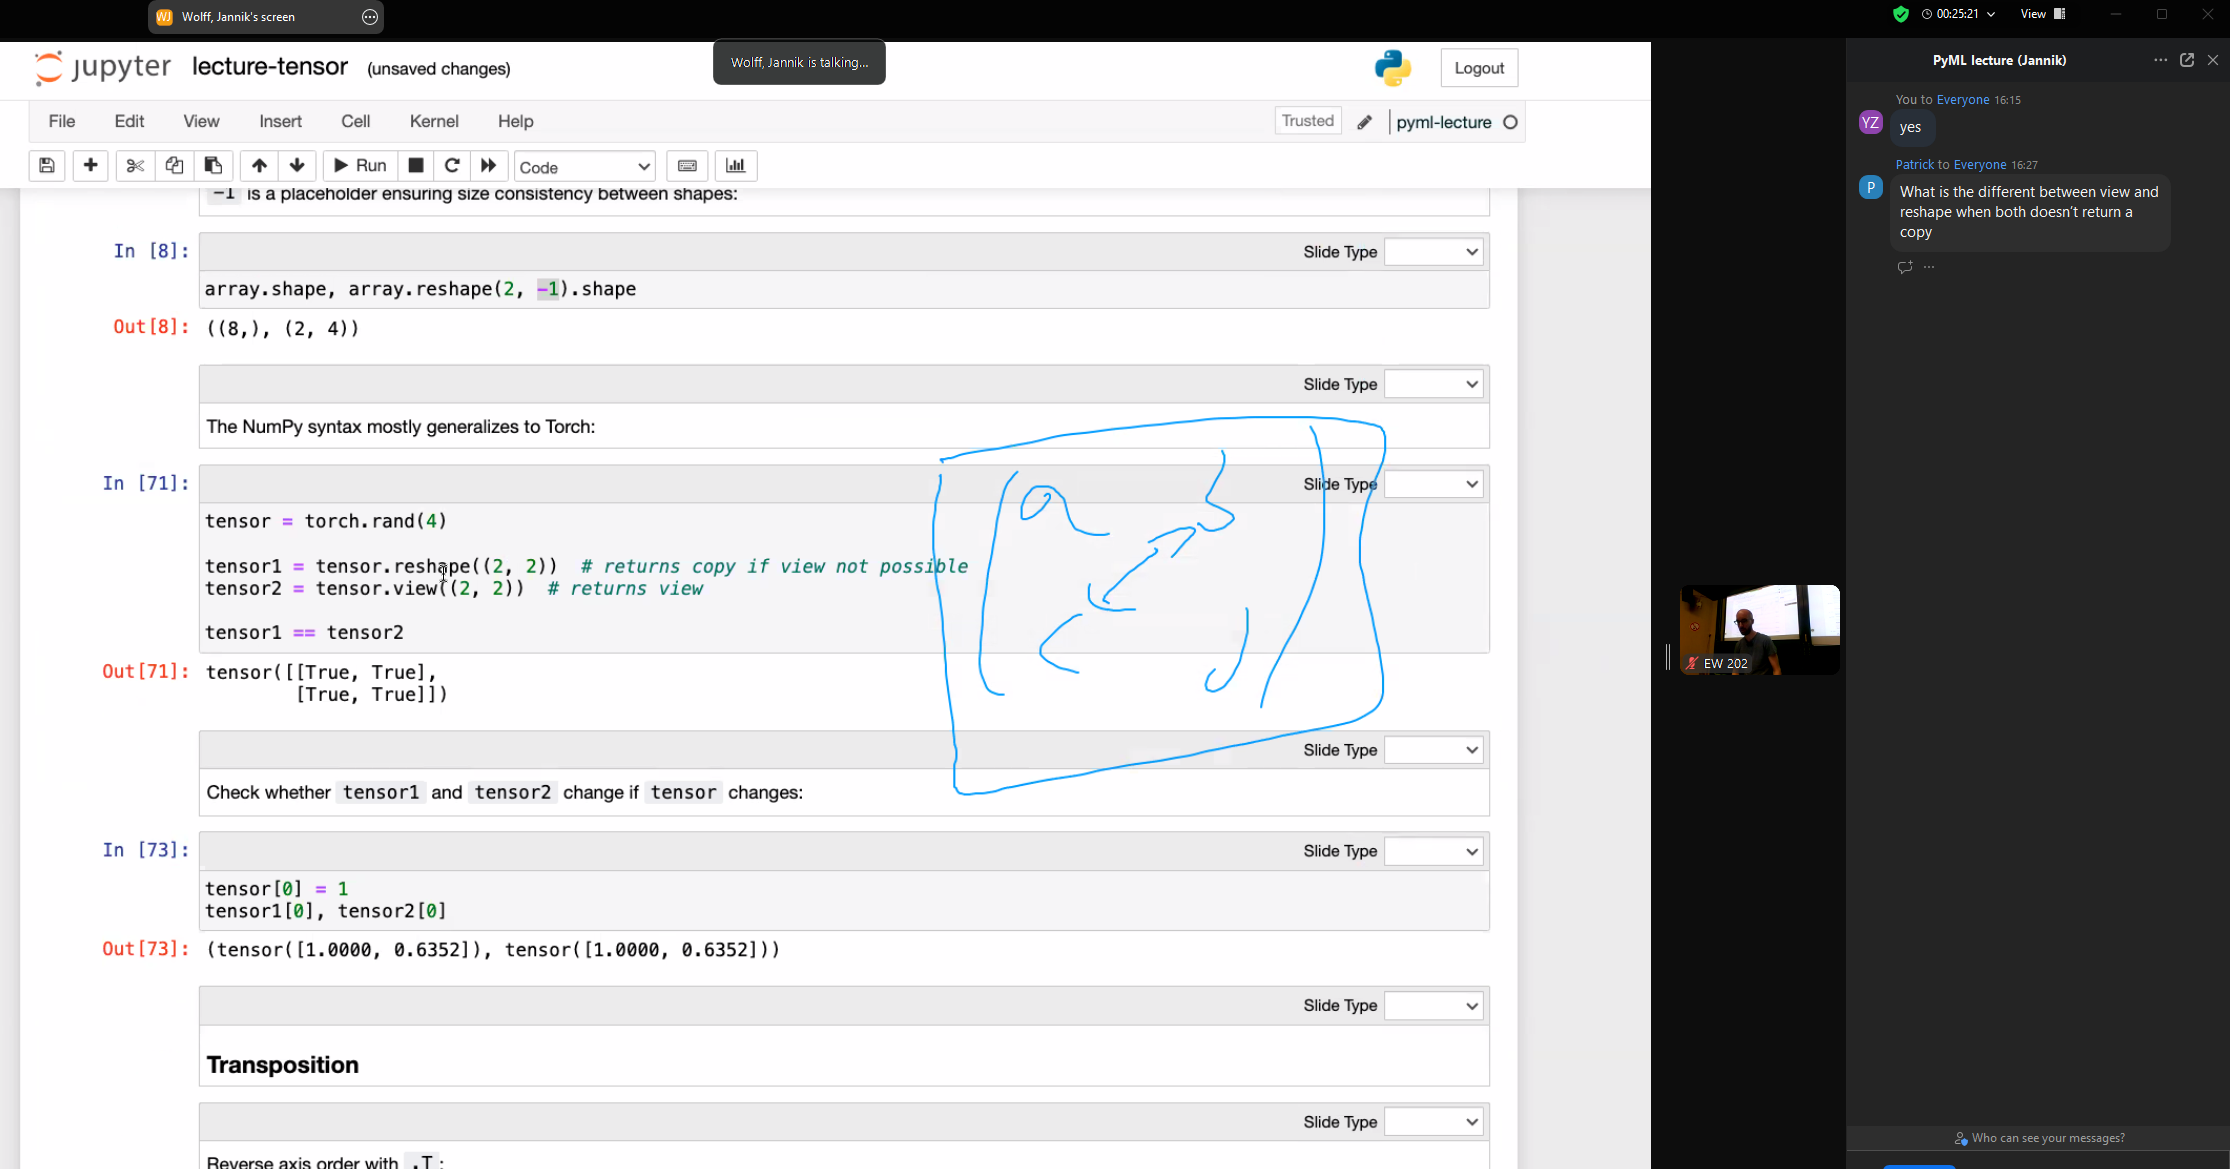 WJ Wolff, Jannik's screen
00:25:21 View
jupyter lecture-tensor (unsaved changes)
Wolff, Jannik is talking...
Logout
File Edit View Insert Cell Kernel Help
Trusted pyml-lecture
Run Code
-1 is a placeholder ensuring size consistency between shapes:
In [8]:
Slide Type
array.shape, array.reshape(2, -1).shape
Out[8]: ((8,), (2, 4))
Slide Type
The NumPy syntax mostly generalizes to Torch:
In [71]:
Slide Type
tensor = torch.rand(4)
tensor1 = tensor.reshape((2, 2)) # returns copy if view not possible
tensor2 = tensor.view((2, 2)) # returns view
tensor1 == tensor2
Out[71]: tensor([[True, True],
[True, True]])
a b
c d
Slide Type
Check whether tensor1 and tensor2 change if tensor changes:
In [73]:
Slide Type
tensor[0] = 1
tensor1[0], tensor2[0]
Out[73]: (tensor([1.0000, 0.6352]), tensor([1.0000, 0.6352]))
Slide Type
Transposition
Slide Type
Reverse axis order with .T:
EW 202
PyML lecture (Jannik)
You to Everyone 16:15
YZ yes
Patrick to Everyone 16:27
P What is the different between view and
reshape when both doesn't return a
copy
Who can see your messages?